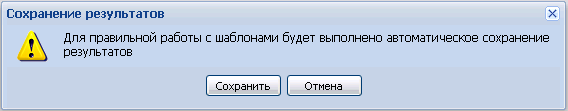 Сохранение результатов
Для правильной работы с шаблонами будет выполнено автоматическое сохранение
результатов
Сохранить Отмена